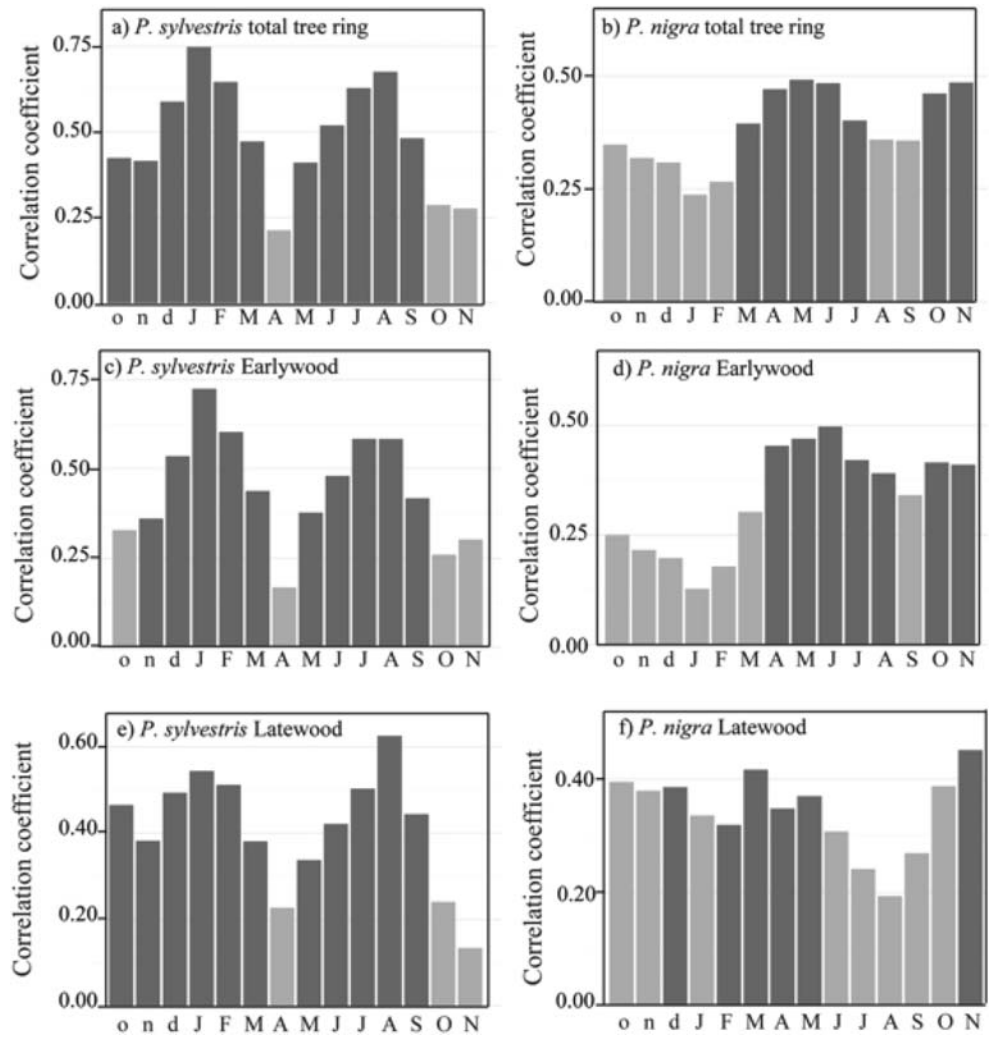 a) P. sylvestris total tree ring
Correlation coefficient
0.75
0.50
0.25
0.00
o n d J F M A M J J A S O N
b) P. nigra total tree ring
Correlation coefficient
0.50
0.25
0.00
o n d J F M A M J J A S O N
c) P. sylvestris Earlywood
Correlation coefficient
0.75
0.50
0.25
0.00
o n d J F M A M J J A S O N
d) P. nigra Earlywood
Correlation coefficient
0.50
0.25
0.00
o n d J F M A M J J A S O N
e) P. sylvestris Latewood
Correlation coefficient
0.60
0.40
0.20
0.00
o n d J F M A M J J A S O N
f) P. nigra Latewood
Correlation coefficient
0.40
0.20
0.00
o n d J F M A M J J A S O N